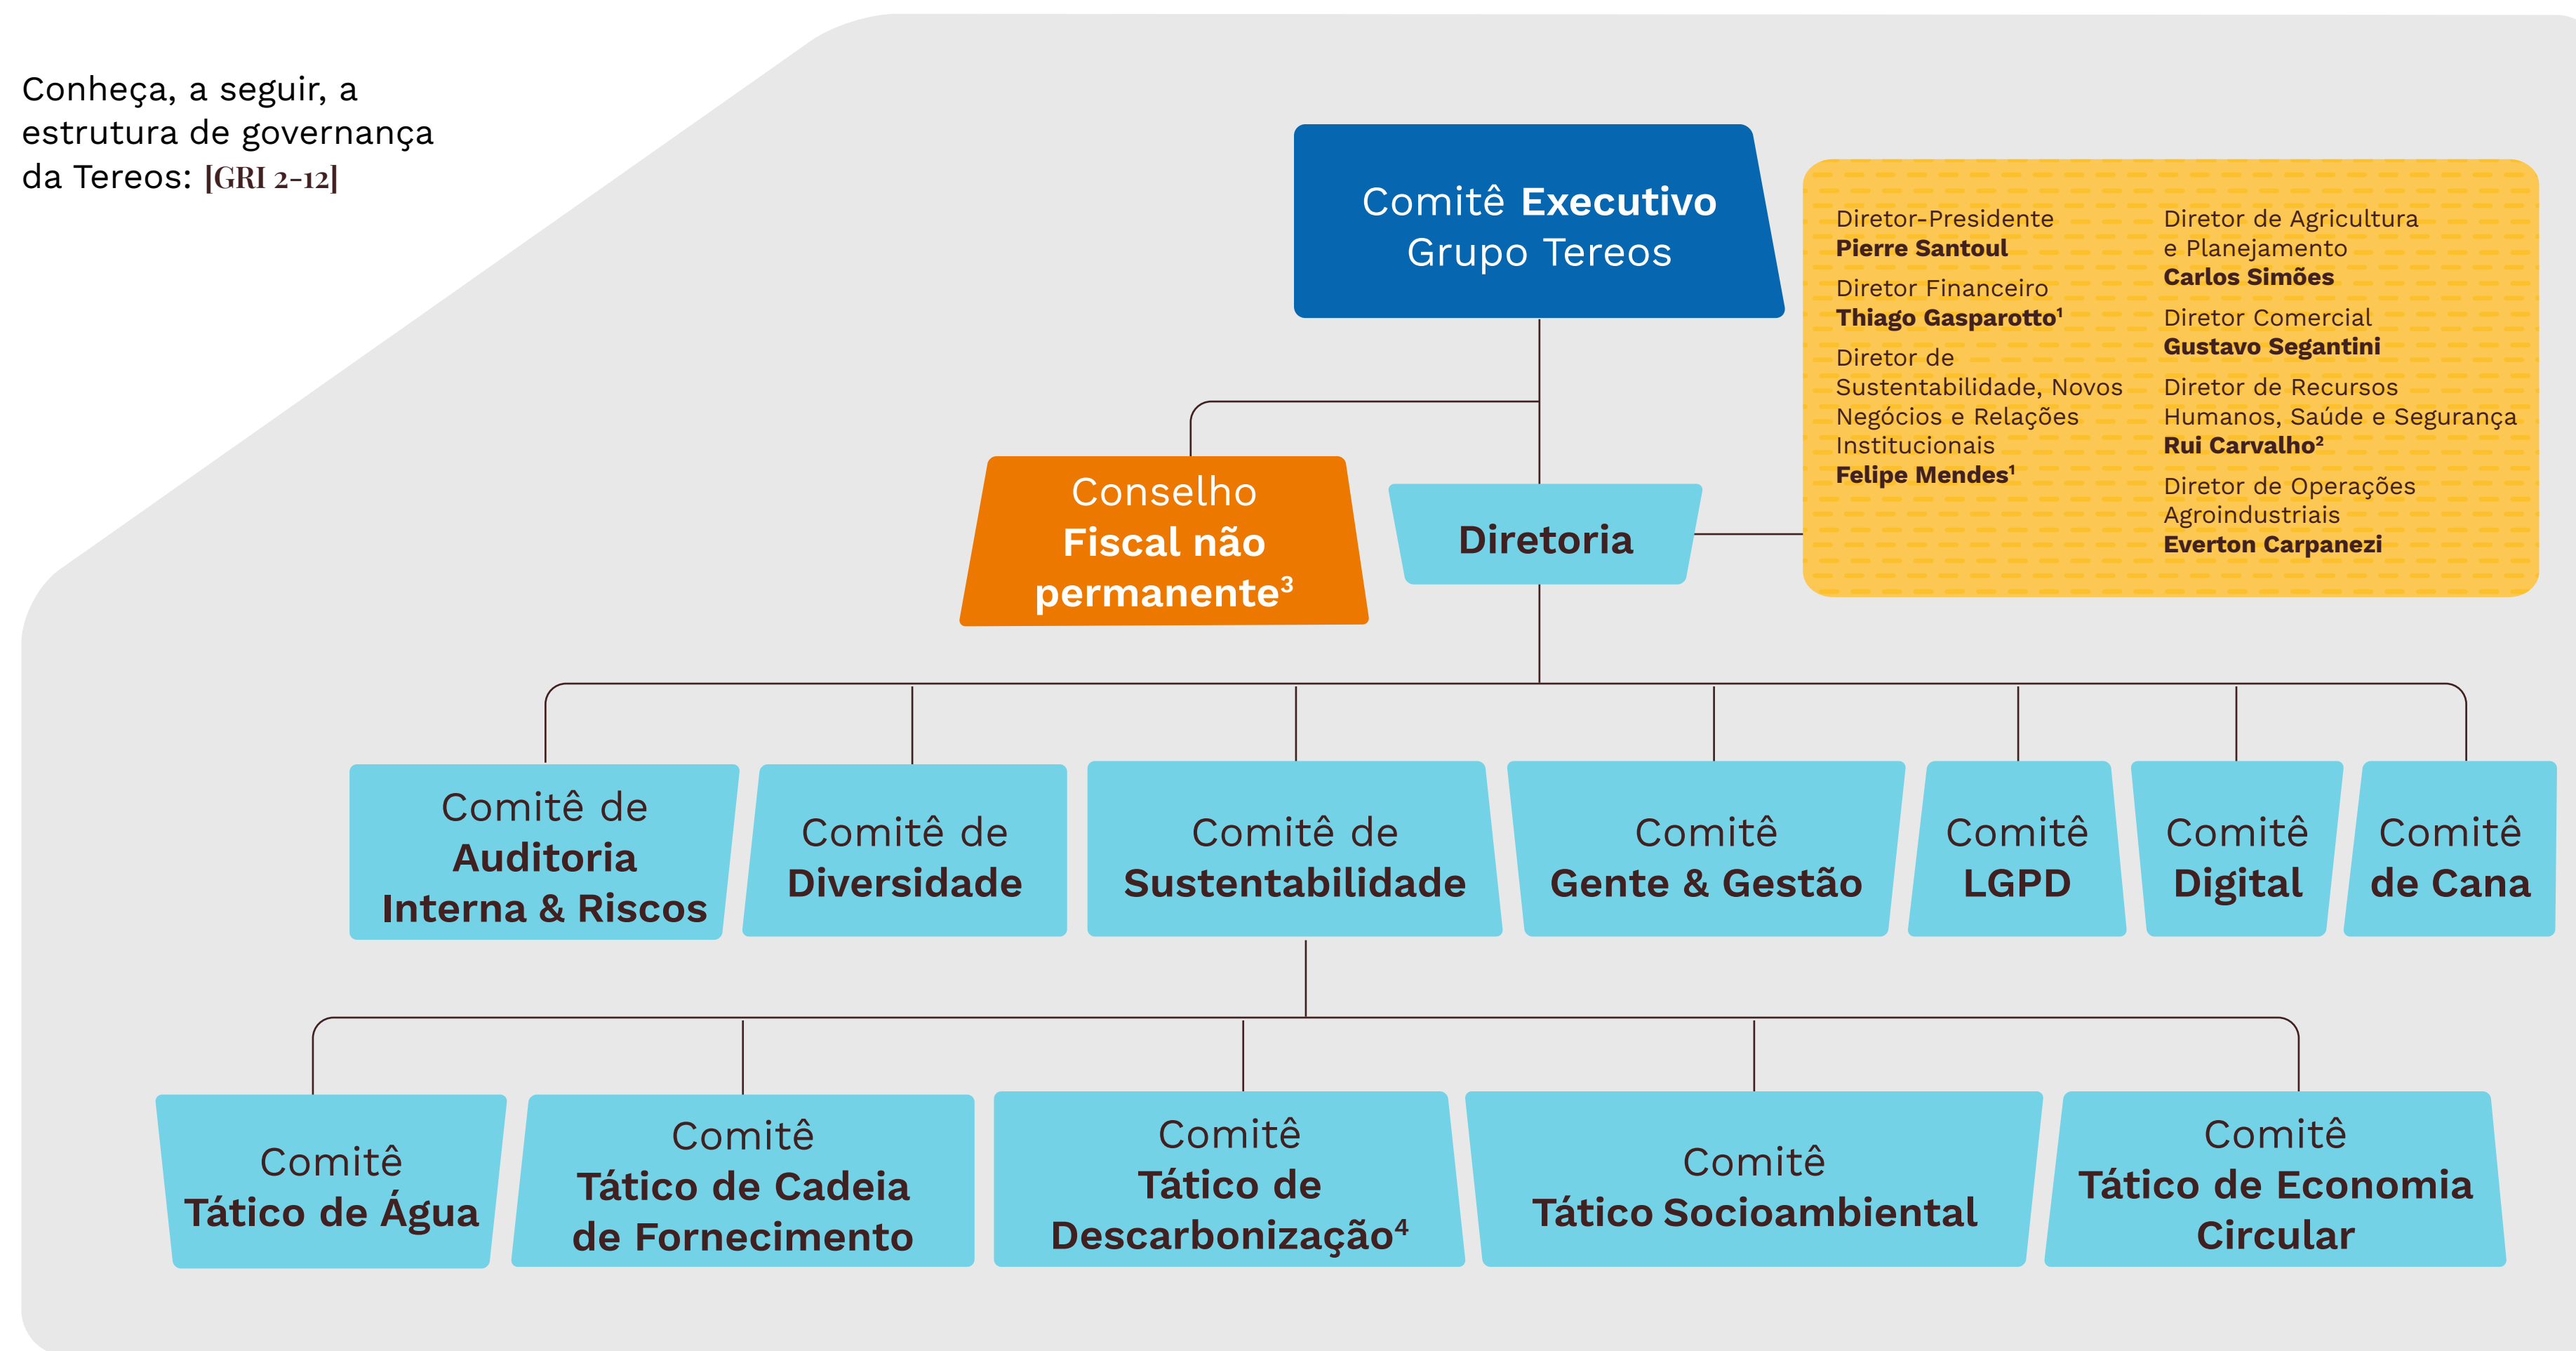 Conheça, a seguir, a
estrutura de governança
da Tereos: [GRI 2-12]
Comitê Executivo
Grupo Tereos
Diretor-Presidente
Pierre Santoul
Diretor Financeiro
Thiago Gasparotto¹
Diretor de
Sustentabilidade, Novos
Negócios e Relações
Institucionais
Felipe Mendes¹
Diretor de Agricultura
e Planejamento
Carlos Simões
Diretor Comercial
Gustavo Segantini
Diretor de Recursos
Humanos, Saúde e Segurança
Rui Carvalho²
Diretor de Operações
Agroindustriais
Everton Carpanezi
Conselho
Fiscal não
permanente³
Diretoria
Comitê de
Auditoria
Interna & Riscos
Comitê de
Diversidade
Comitê de
Sustentabilidade
Comitê
Gente & Gestão
Comitê
LGPD
Comitê
Digital
Comitê
de Cana
Comitê
Tático de Água
Comitê
Tático de Cadeia
de Fornecimento
Comitê
Tático de
Descarbonização⁴
Comitê
Tático Socioambiental
Comitê
Tático de Economia
Circular